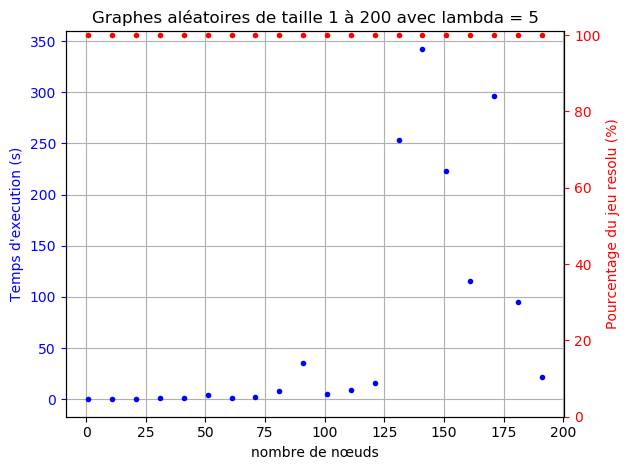 Graphes aléatoires de taille 1 à 200 avec lambda = 5
350
300
250
200
150
100
50
0
Temps d'execution (s)
100
80
60
40
20
0
Pourcentage du jeu resolu (%)
0 25 50 75 100 125 150 175 200
nombre de nœuds